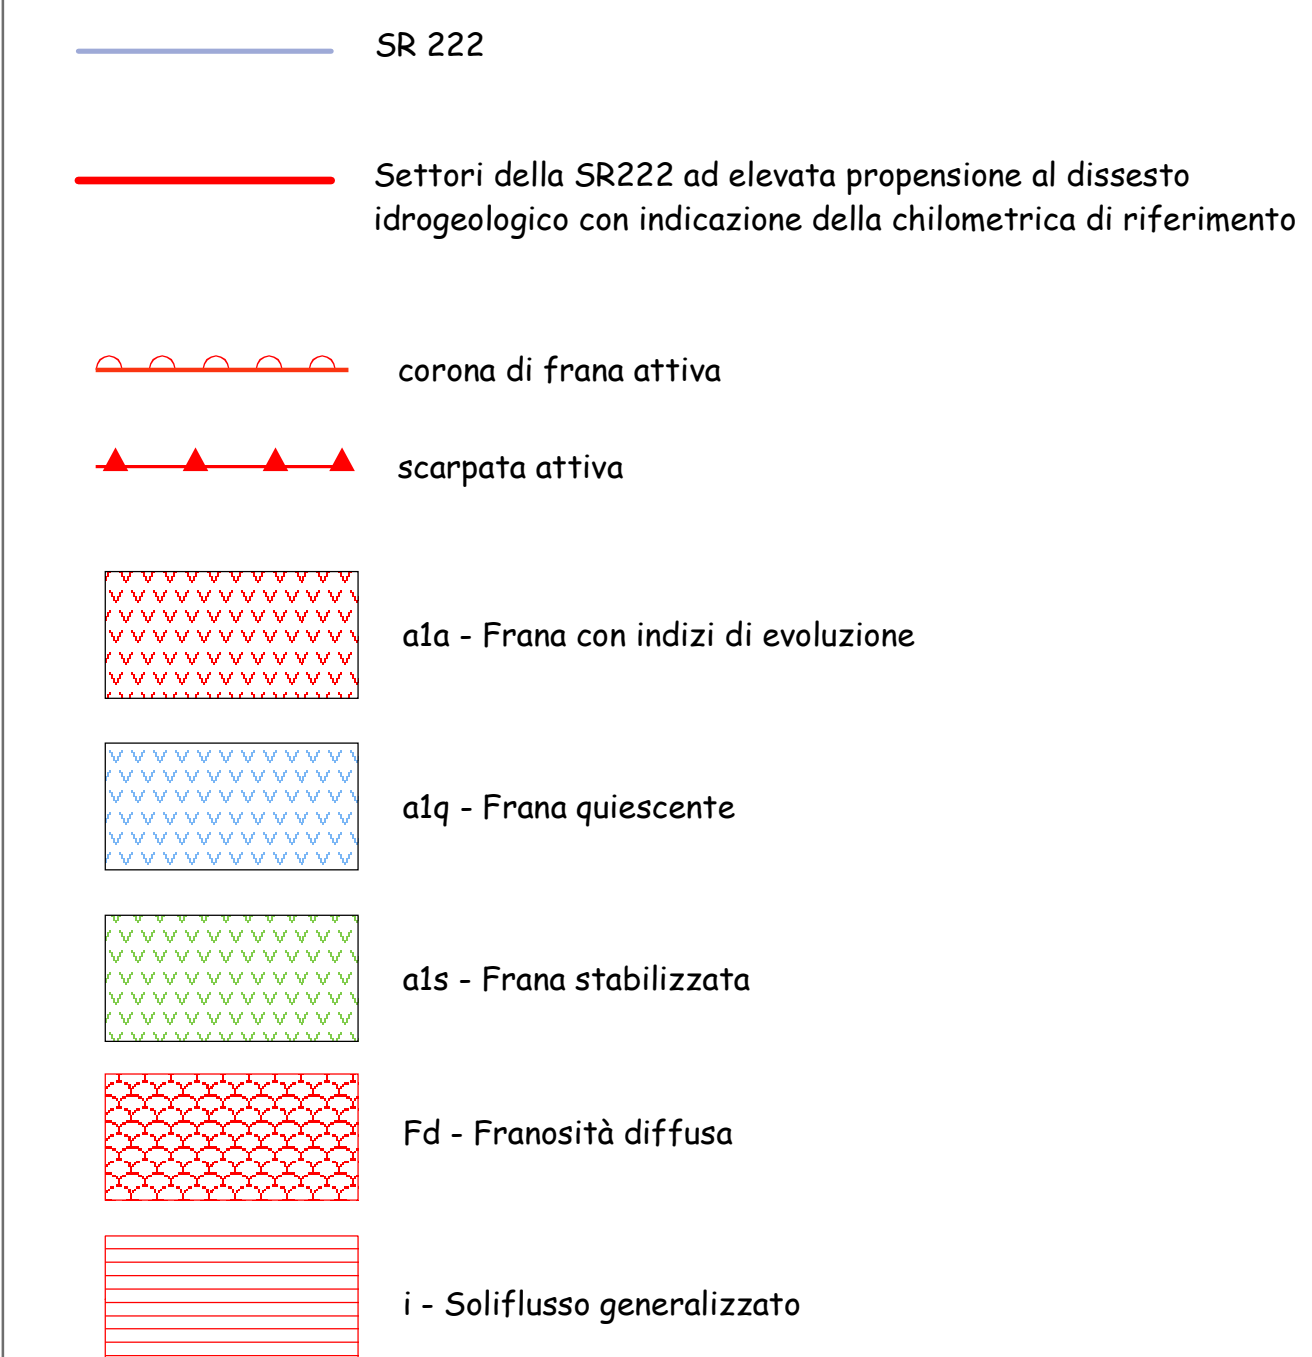 SR 222
Settori della SR222 ad elevata propensione al dissesto
idrogeologico con indicazione della chilometrica di riferimento
corona di frana attiva
scarpata attiva
a1a - Frana con indizi di evoluzione
a1q - Frana quiescente
a1s - Frana stabilizzata
Fd - Franosità diffusa
i - Soliflusso generalizzato